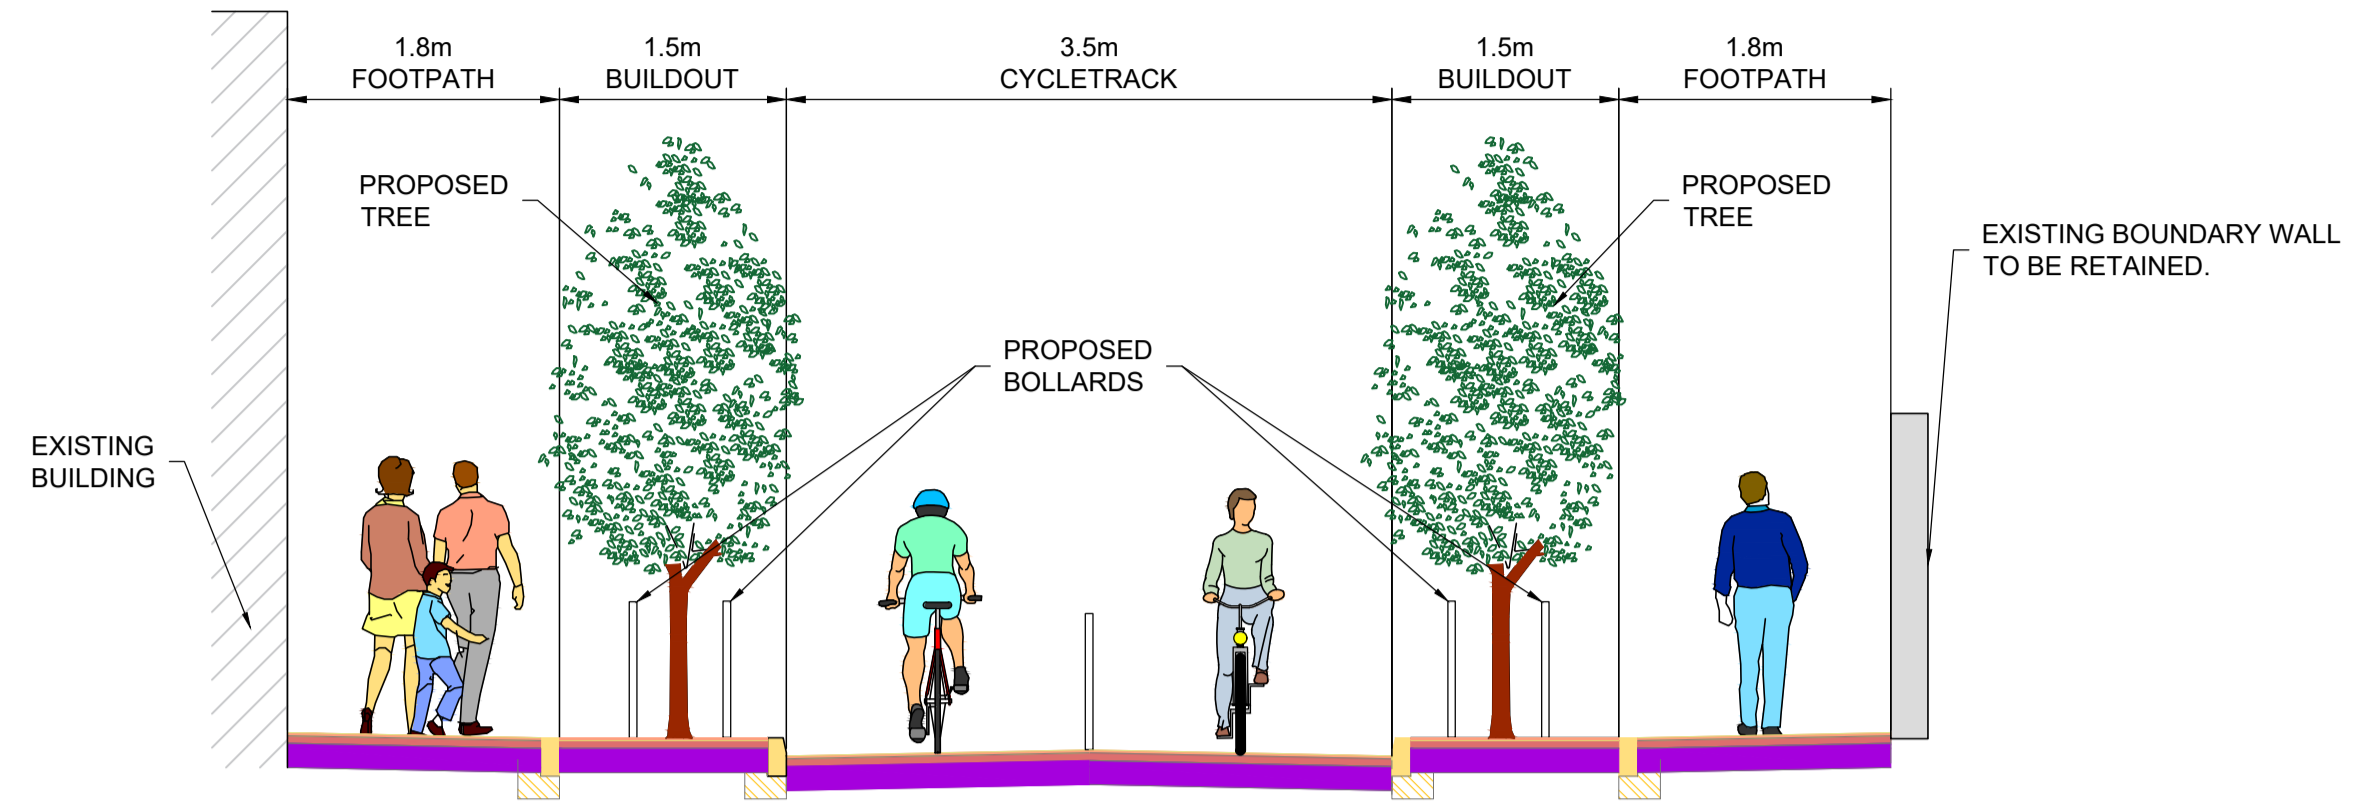 1.8m
FOOTPATH
1.5m
BUILDOUT
3.5m
CYCLETRACK
1.5m
BUILDOUT
1.8m
FOOTPATH
PROPOSED
TREE
PROPOSED
TREE
EXISTING BOUNDARY WALL
TO BE RETAINED.
PROPOSED
BOLLARDS
EXISTING
BUILDING